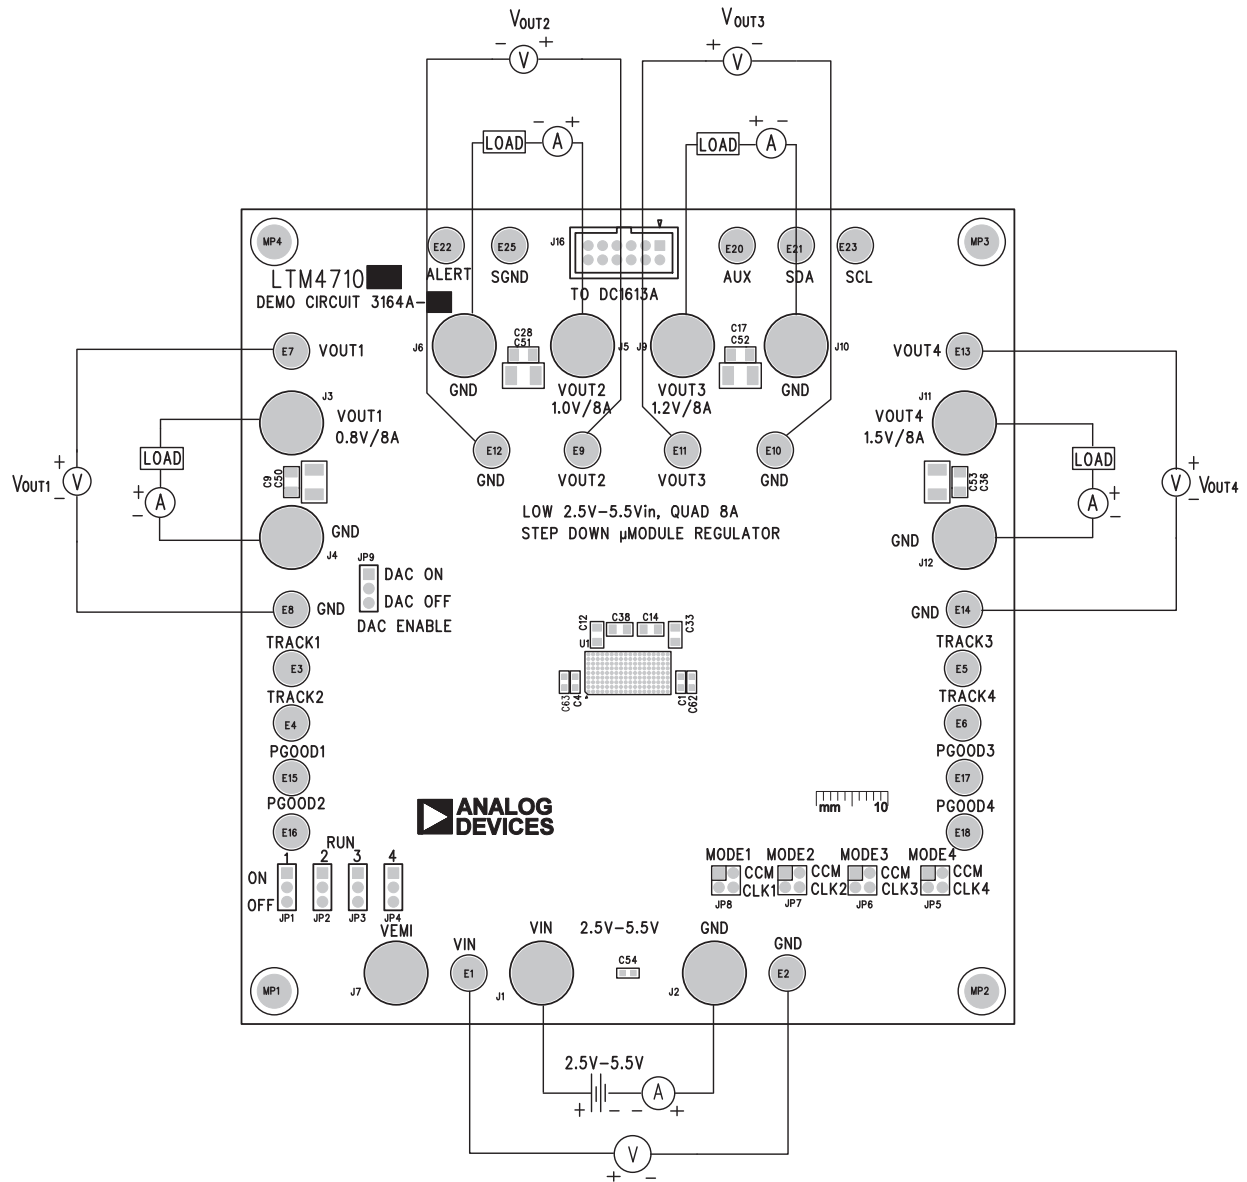 VOUT2
VOUT3
− V +
+ V −
LOAD − A +
LOAD + A −
MP4
E22
E25
J16
E20
E21
E23
MP3
ALERT
SGND
AUX
SDA
SCL
LTM4710
DEMO CIRCUIT 3164A-
TO DC1613A
J6
C28
C51
J5
J9
C17
C52
J10
E7
VOUT1
VOUT4
E13
GND
VOUT2
1.0V/8A
VOUT3
1.2V/8A
GND
J3
VOUT1
0.8V/8A
J11
VOUT4
1.5V/8A
E12
E9
E11
E10
GND
VOUT2
VOUT3
GND
VOUT1
+ V −
LOAD
+ A −
C9
C50
C53
C36
LOAD
A + −
V + −
VOUT4
LOW 2.5V−5.5Vin, QUAD 8A
STEP DOWN µMODULE REGULATOR
GND
J4
JP9
GND
J12
DAC ON
DAC OFF
DAC ENABLE
E8
GND
GND
E14
C12
C38
C14
C33
U1
C63
C4
C1
C62
TRACK1
E3
TRACK2
E4
PGOOD1
E15
PGOOD2
E16
TRACK3
E5
TRACK4
E6
PGOOD3
E17
PGOOD4
E18
ANALOG
DEVICES
mm 10
RUN
1 2 3 4
ON
OFF
JP1
JP2
JP3
JP4
MODE1
MODE2
MODE3
MODE4
CCM
CCM
CCM
CCM
CLK1
CLK2
CLK3
CLK4
JP8
JP7
JP6
JP5
VEMI
VIN
VIN
2.5V−5.5V
GND
GND
C54
J7
E1
J1
J2
E2
MP1
MP2
2.5V−5.5V
+ − − A +
V
+ −